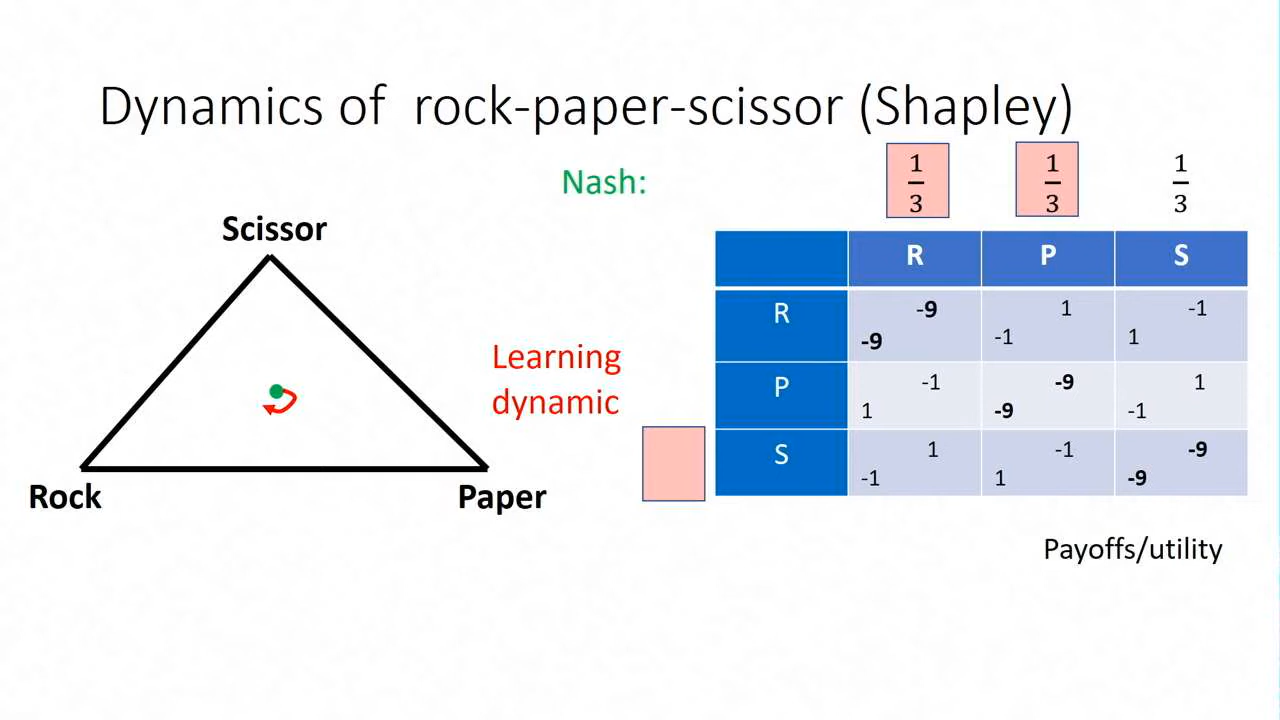 Dynamics of rock-paper-scissor (Shapley)
Nash:
1/3 1/3 1/3
Scissor
Rock
Paper
Learning
dynamic
R P S
R -9 1 -1
-9 -1 1
P -1 -9 1
1 -9 -1
S 1 -1 -9
-1 1 -9
Payoffs/utility